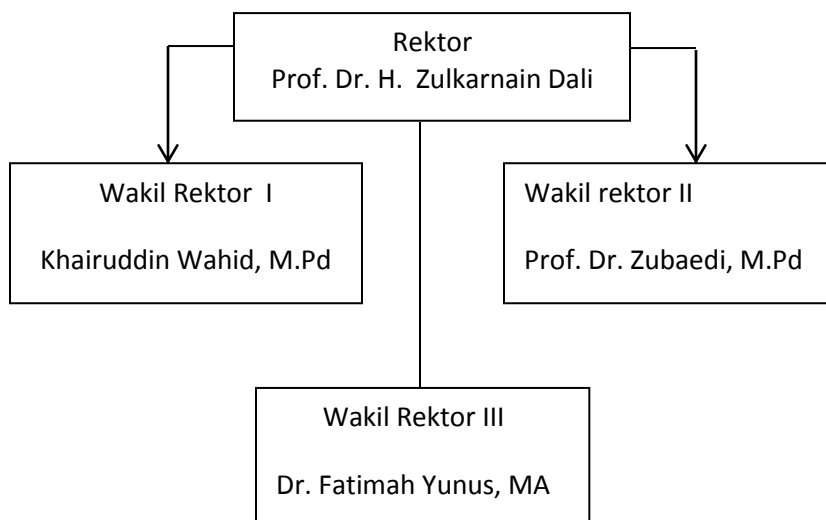 Rektor
Prof. Dr. H. Zulkarnain Dali
Wakil Rektor I
Khairuddin Wahid, M.Pd
Wakil rektor II
Prof. Dr. Zubaedi, M.Pd
Wakil Rektor III
Dr. Fatimah Yunus, MA